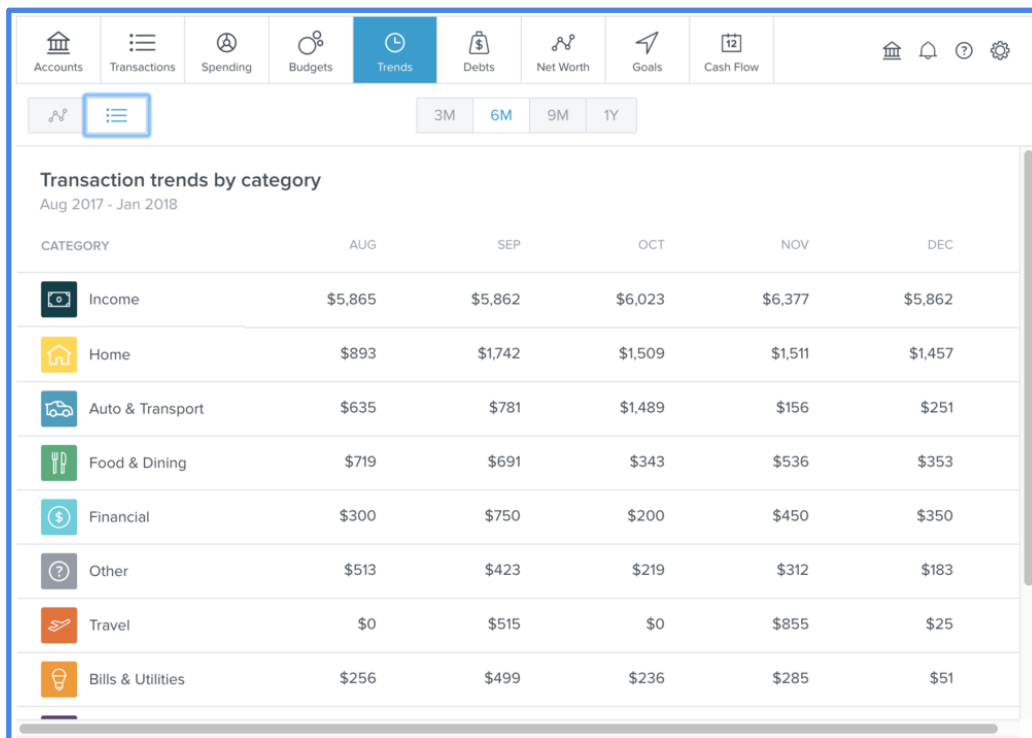 Accounts Transactions Spending Budgets Trends Debts Net Worth Goals 12 Cash Flow
3M 6M 9M 1Y
Transaction trends by category
Aug 2017 - Jan 2018
CATEGORY AUG SEP OCT NOV DEC
Income $5,865 $5,862 $6,023 $6,377 $5,862
Home $893 $1,742 $1,509 $1,511 $1,457
Auto & Transport $635 $781 $1,489 $156 $251
Food & Dining $719 $691 $343 $536 $353
Financial $300 $750 $200 $450 $350
Other $513 $423 $219 $312 $183
Travel $0 $515 $0 $855 $25
Bills & Utilities $256 $499 $236 $285 $51